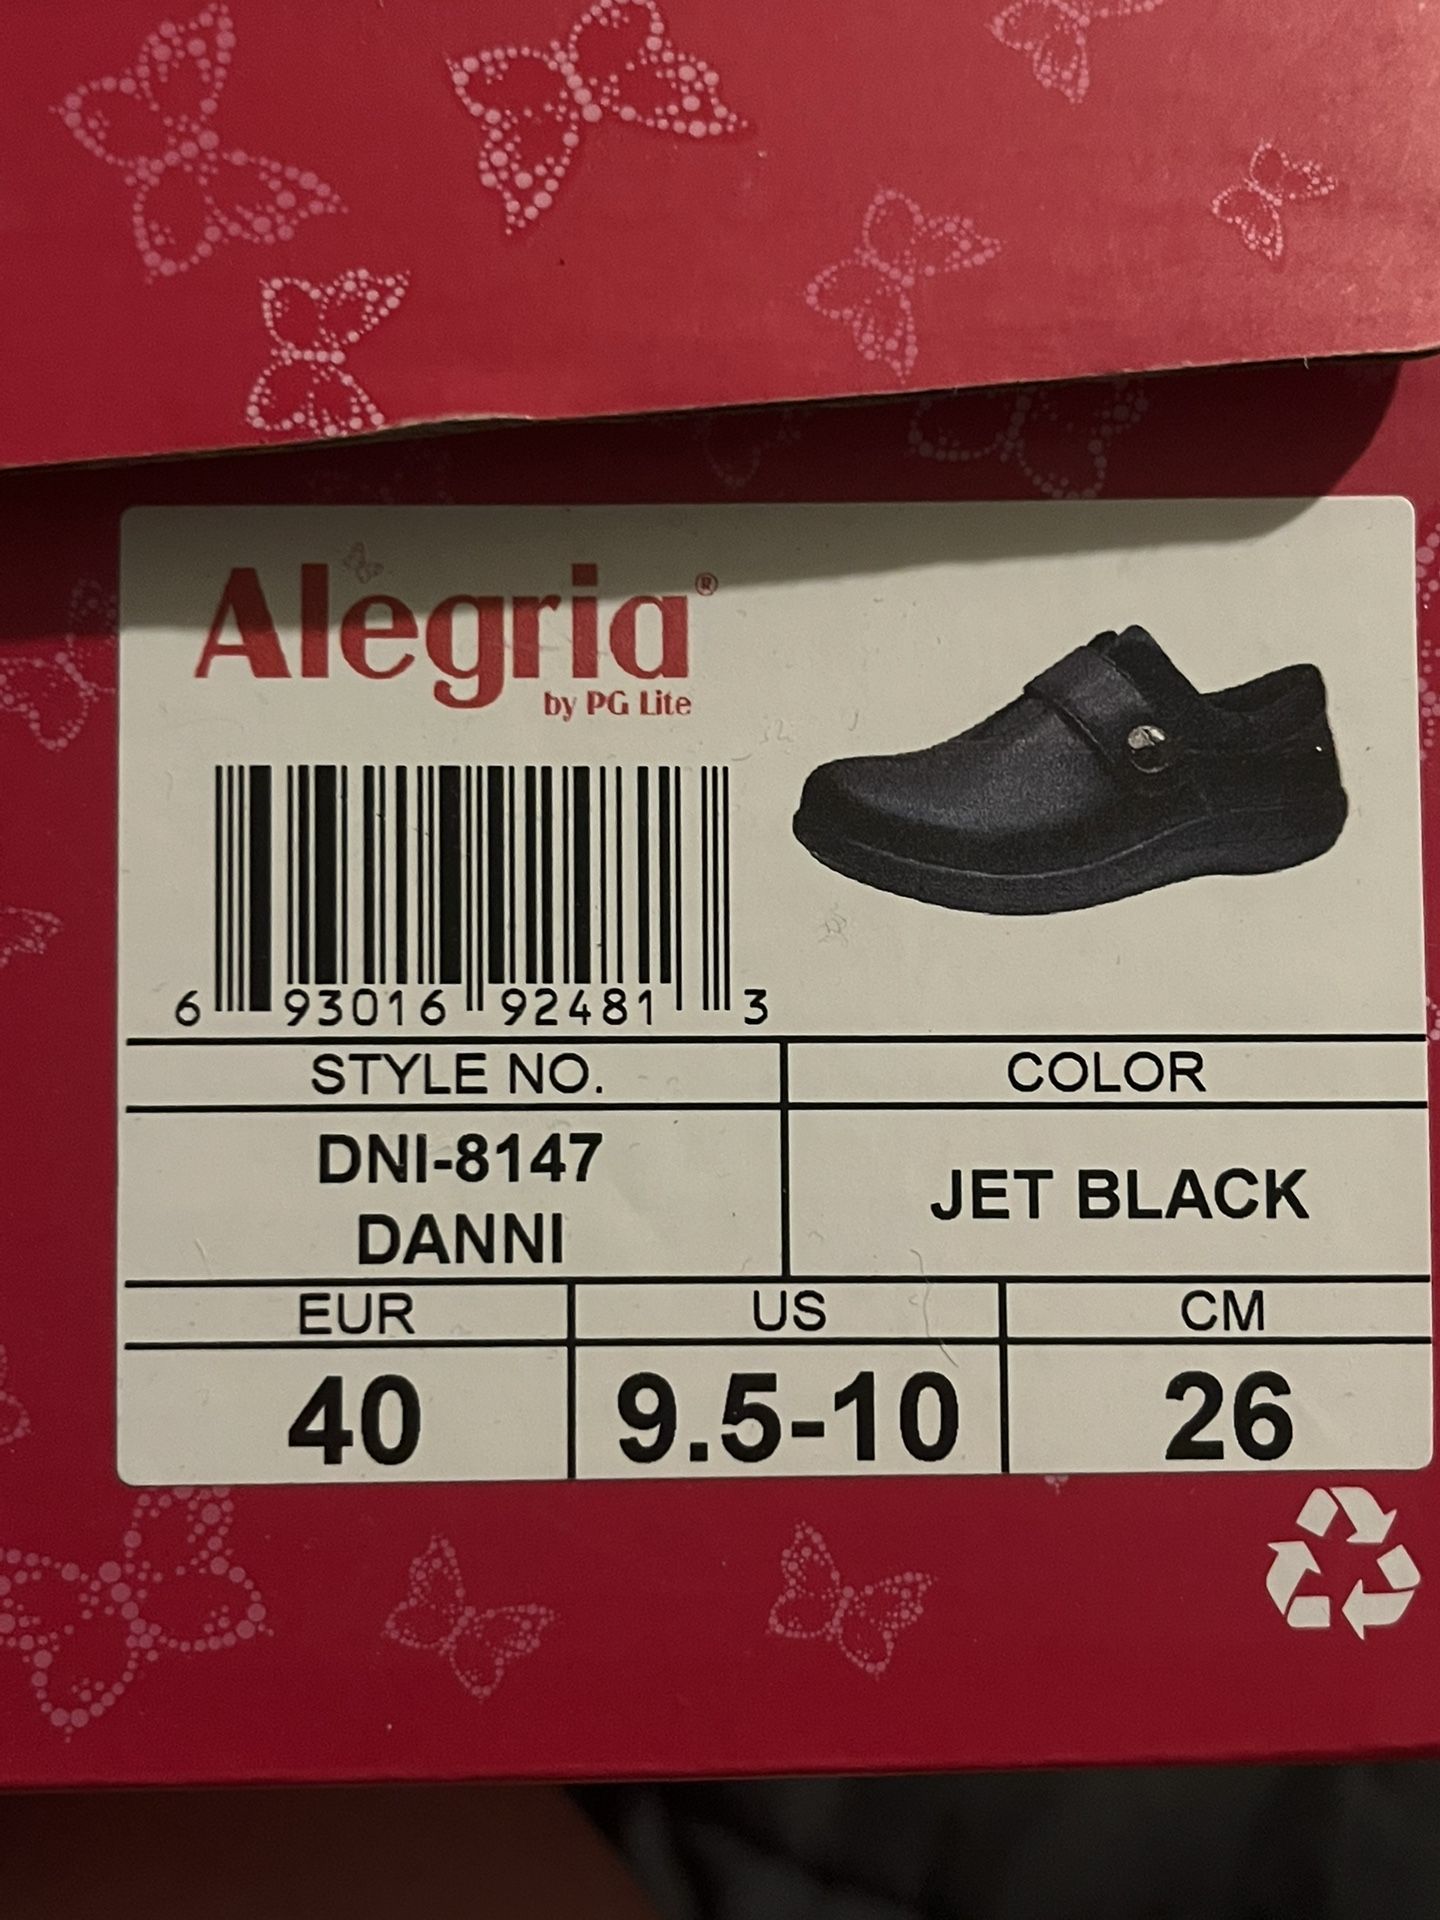 Alegria®
by PG Lite
6 93016 92481 3
STYLE NO.
COLOR
DNI-8147
DANNI
JET BLACK
EUR
US
CM
40
9.5-10
26